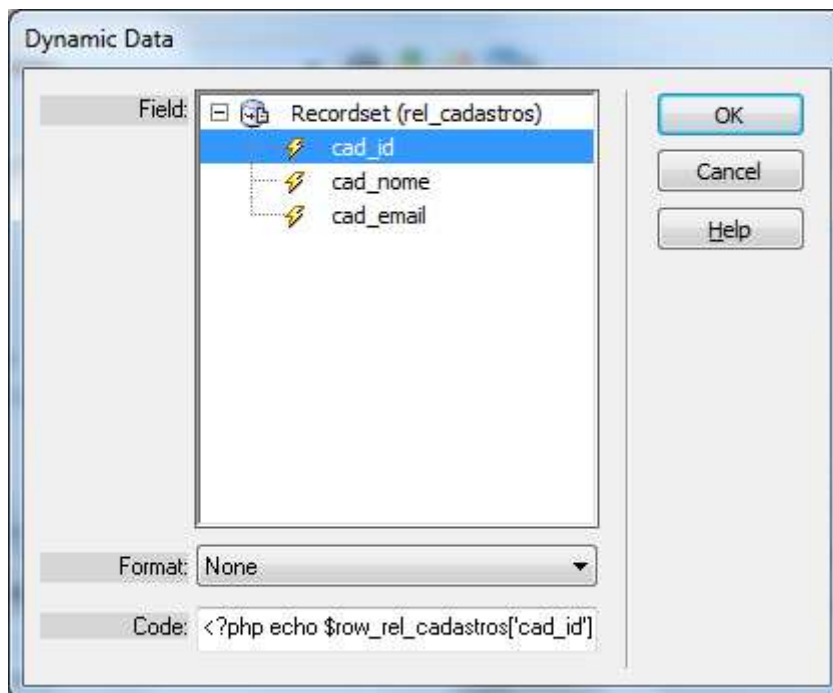 Dynamic Data
Field:
Recordset (rel_cadastros)
cad_id
cad_nome
cad_email
OK
Cancel
Help
Format: None
Code: <?php echo $row_rel_cadastros['cad_id']